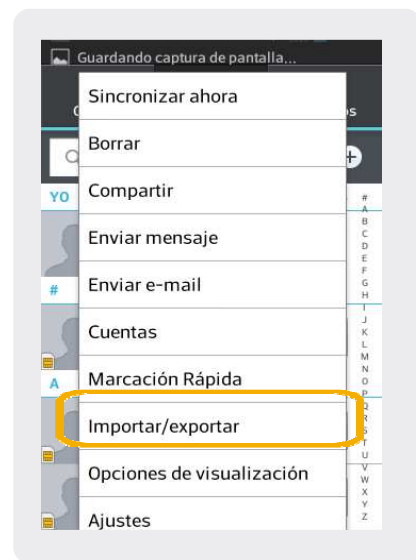 Guardando captura de pantalla...
Sincronizar ahora
os
Borrar
Compartir
YO
Enviar mensaje
Enviar e-mail
#
Cuentas
Marcación Rápida
A
Importar/exportar
Opciones de visualización
Ajustes
#
A
B
C
D
E
F
G
H
I
J
K
L
M
N
O
P
Q
R
S
T
U
V
W
X
Y
Z